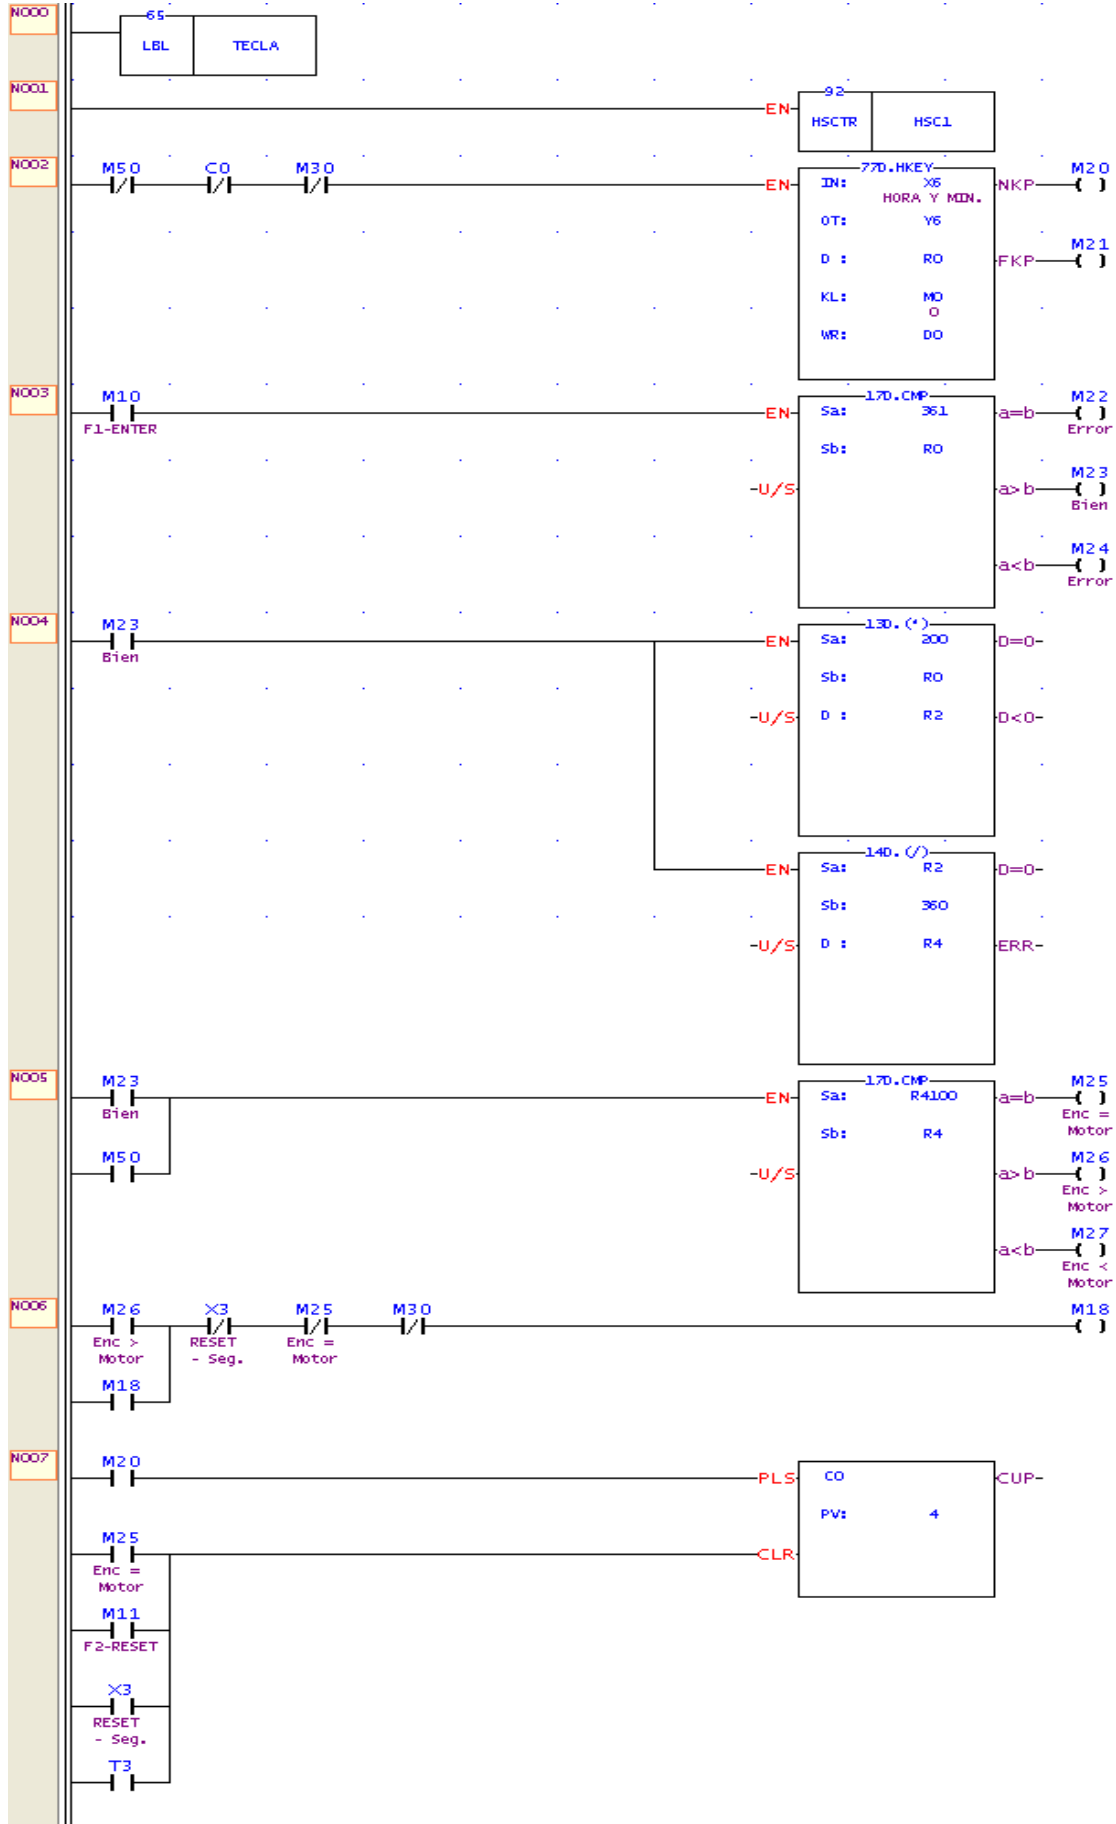 N000
65
LBL TECLA
N001
92
EN HSCTR HSC1
N002
M50 C0 M30
77D.HKEY
M20
EN IN: X6 NKP
HORA Y MIN.
OT: Y6
M21
D : R0 FKP
KL: M0
0
WR: D0
N003
M10
17D.CMP
M22
EN Sa: 361 a=b
F1-ENTER
Error
Sb: R0
M23
U/S a>b
Bien
M24
a<b
Error
N004
M23
13D.(*)
EN Sa: 200 D=0
Bien
Sb: R0
U/S D : R2 D<0
14D.(/)
EN Sa: R2 D=0
Sb: 360
U/S D : R4 ERR
N005
M23
17D.CMP
M25
EN Sa: R4100 a=b
Bien
Enc =
Motor
Sb: R4
M50
M26
U/S a>b
Enc >
Motor
M27
a<b
Enc <
Motor
N006
M26 X3 M25 M30 M18
Enc > RESET Enc =
Motor - Seg. Motor
M18
N007
M20
PLS C0 CUP
PV: 4
M25
CLR
Enc =
Motor
M11
F2-RESET
X3
RESET
- Seg.
T3